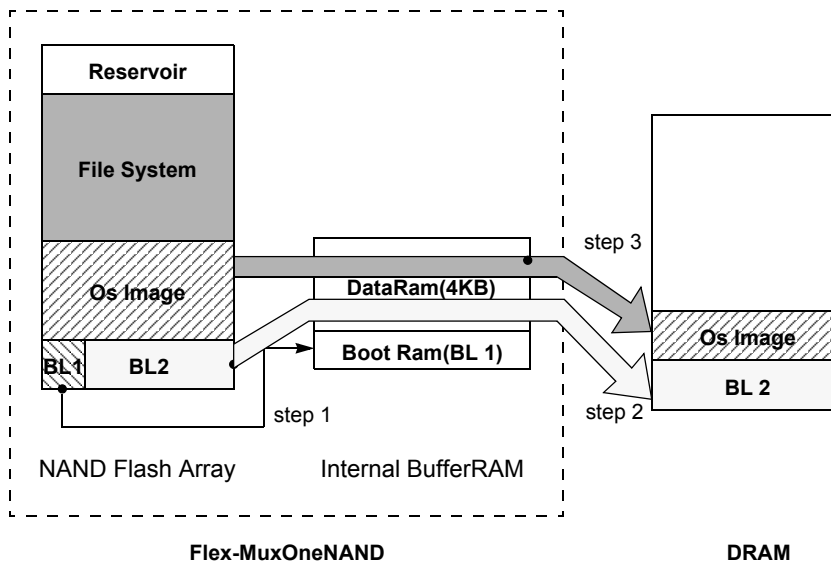 Reservoir
File System
Os Image
BL1
BL2
step 1
DataRam(4KB)
Boot Ram(BL 1)
step 3
step 2
Os Image
BL 2
NAND Flash Array
Internal BufferRAM
Flex-MuxOneNAND
DRAM